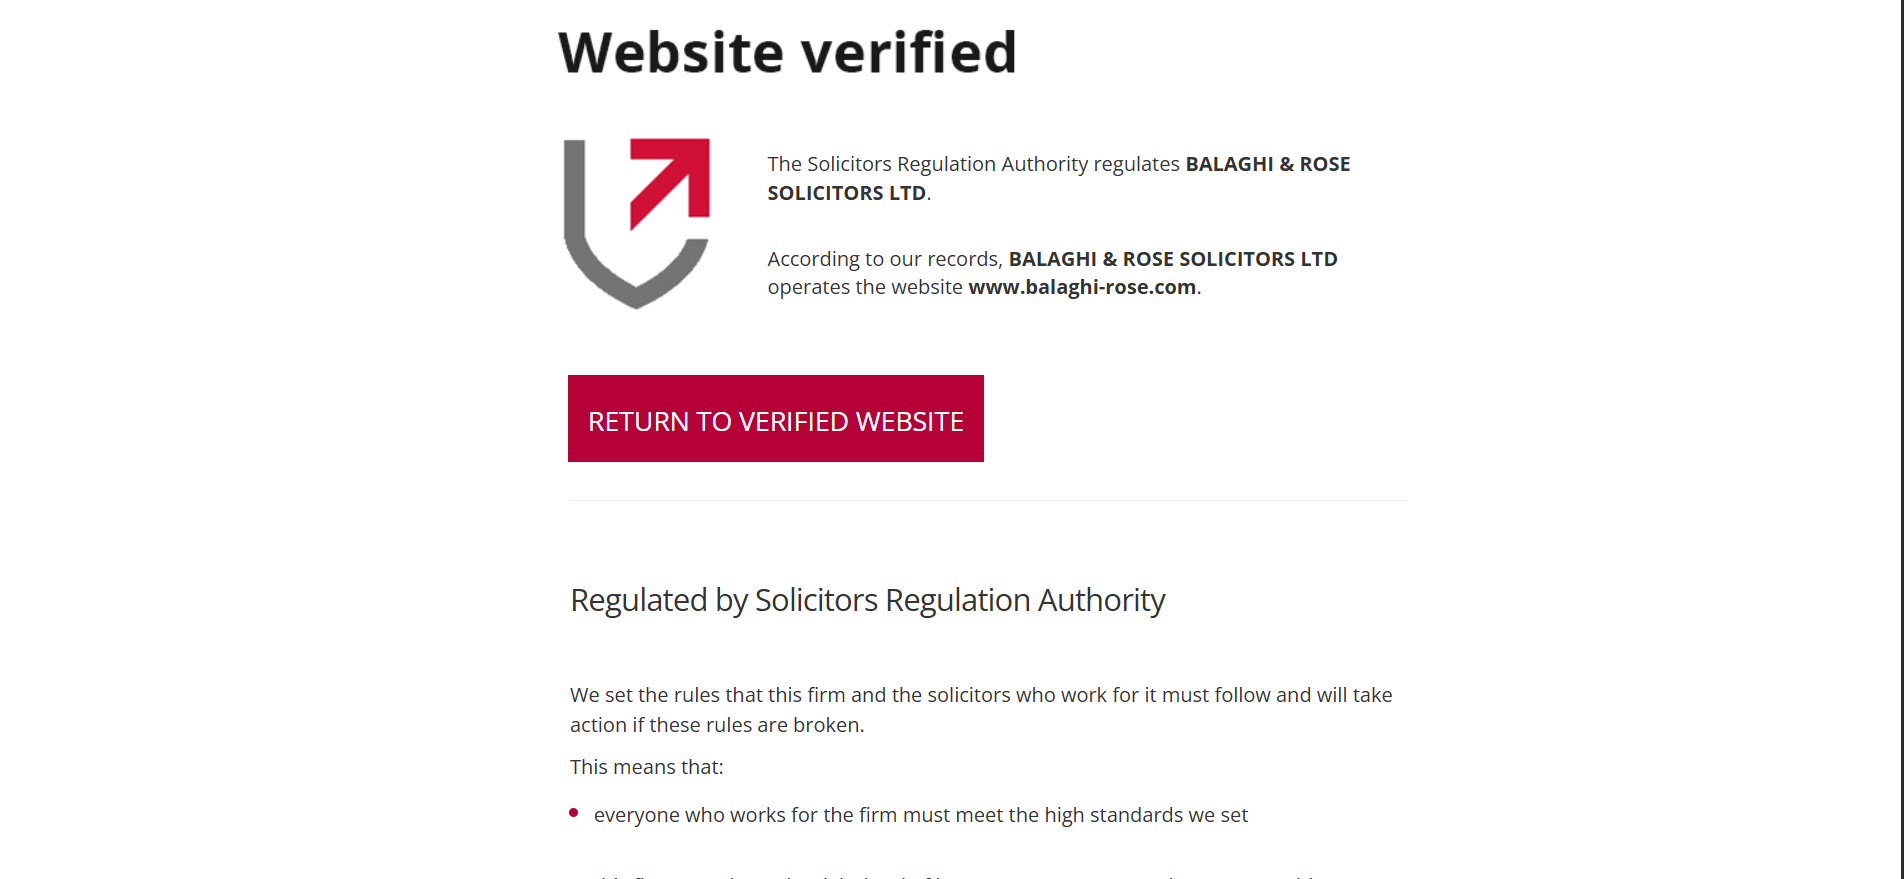 Website verified
The Solicitors Regulation Authority regulates BALAGHI & ROSE
SOLICITORS LTD.
According to our records, BALAGHI & ROSE SOLICITORS LTD
operates the website www.balaghi-rose.com.
RETURN TO VERIFIED WEBSITE
Regulated by Solicitors Regulation Authority
We set the rules that this firm and the solicitors who work for it must follow and will take
action if these rules are broken.
This means that:
everyone who works for the firm must meet the high standards we set